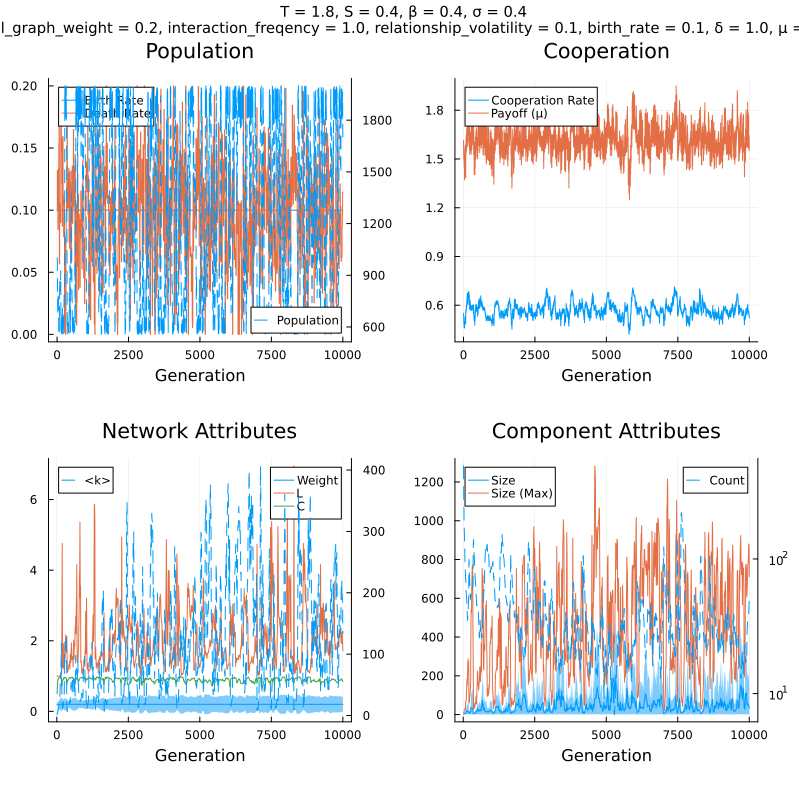 T = 1.8, S = 0.4, β = 0.4, σ = 0.4
l_graph_weight = 0.2, interaction_freqency = 1.0, relationship_volatility = 0.1, birth_rate = 0.1, δ = 1.0, μ =
Population
Cooperation
0.20
0.15
0.10
0.05
0.00
Birth Rate
Death Rate
Population
1800
1500
1200
900
600
0
2500
5000
7500
10000
Generation
1.8
1.5
1.2
0.9
0.6
Cooperation Rate
Payoff (μ)
0
2500
5000
7500
10000
Generation
Network Attributes
Component Attributes
6
4
2
0
<k>
Weight
L
C
400
300
200
100
0
0
2500
5000
7500
10000
Generation
1200
1000
800
600
400
200
0
Size
Size (Max)
Count
10²
10¹
0
2500
5000
7500
10000
Generation